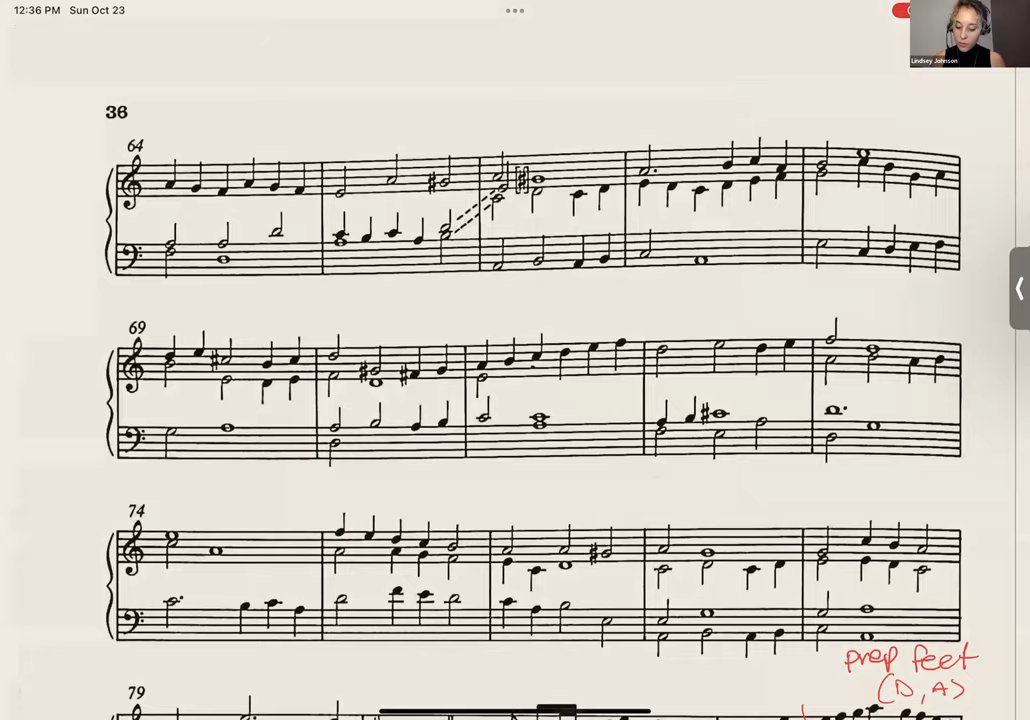 12:36 PM Sun Oct 23
Lindsey Johnson
36
64
69
74
prep feet
(D, A)
79